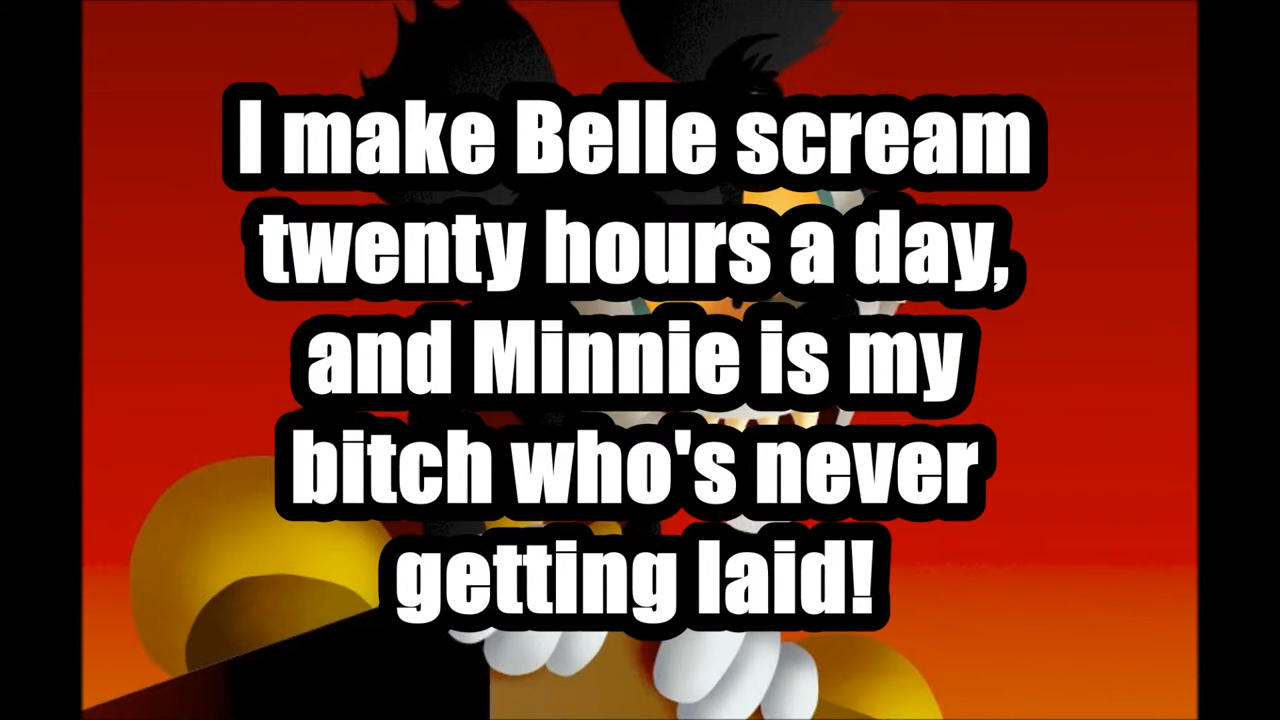 I make Belle scream
twenty hours a day,
and Minnie is my
bitch who's never
getting laid!